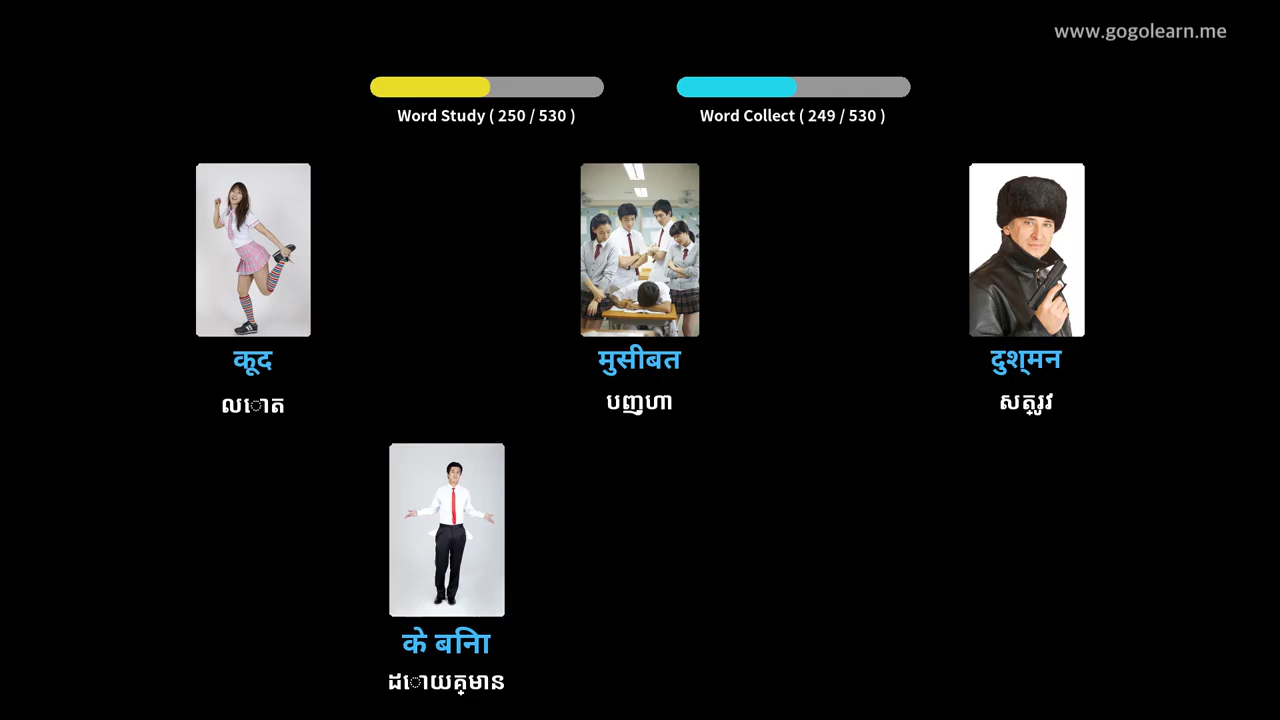 www.gogolearn.me
Word Study ( 250 / 530 )
Word Collect ( 249 / 530 )
कूद
मुसीबत
दुश्मन
លោត
បញ្ហា
សត្រូវ
के बिना
ដោយគ្មាន